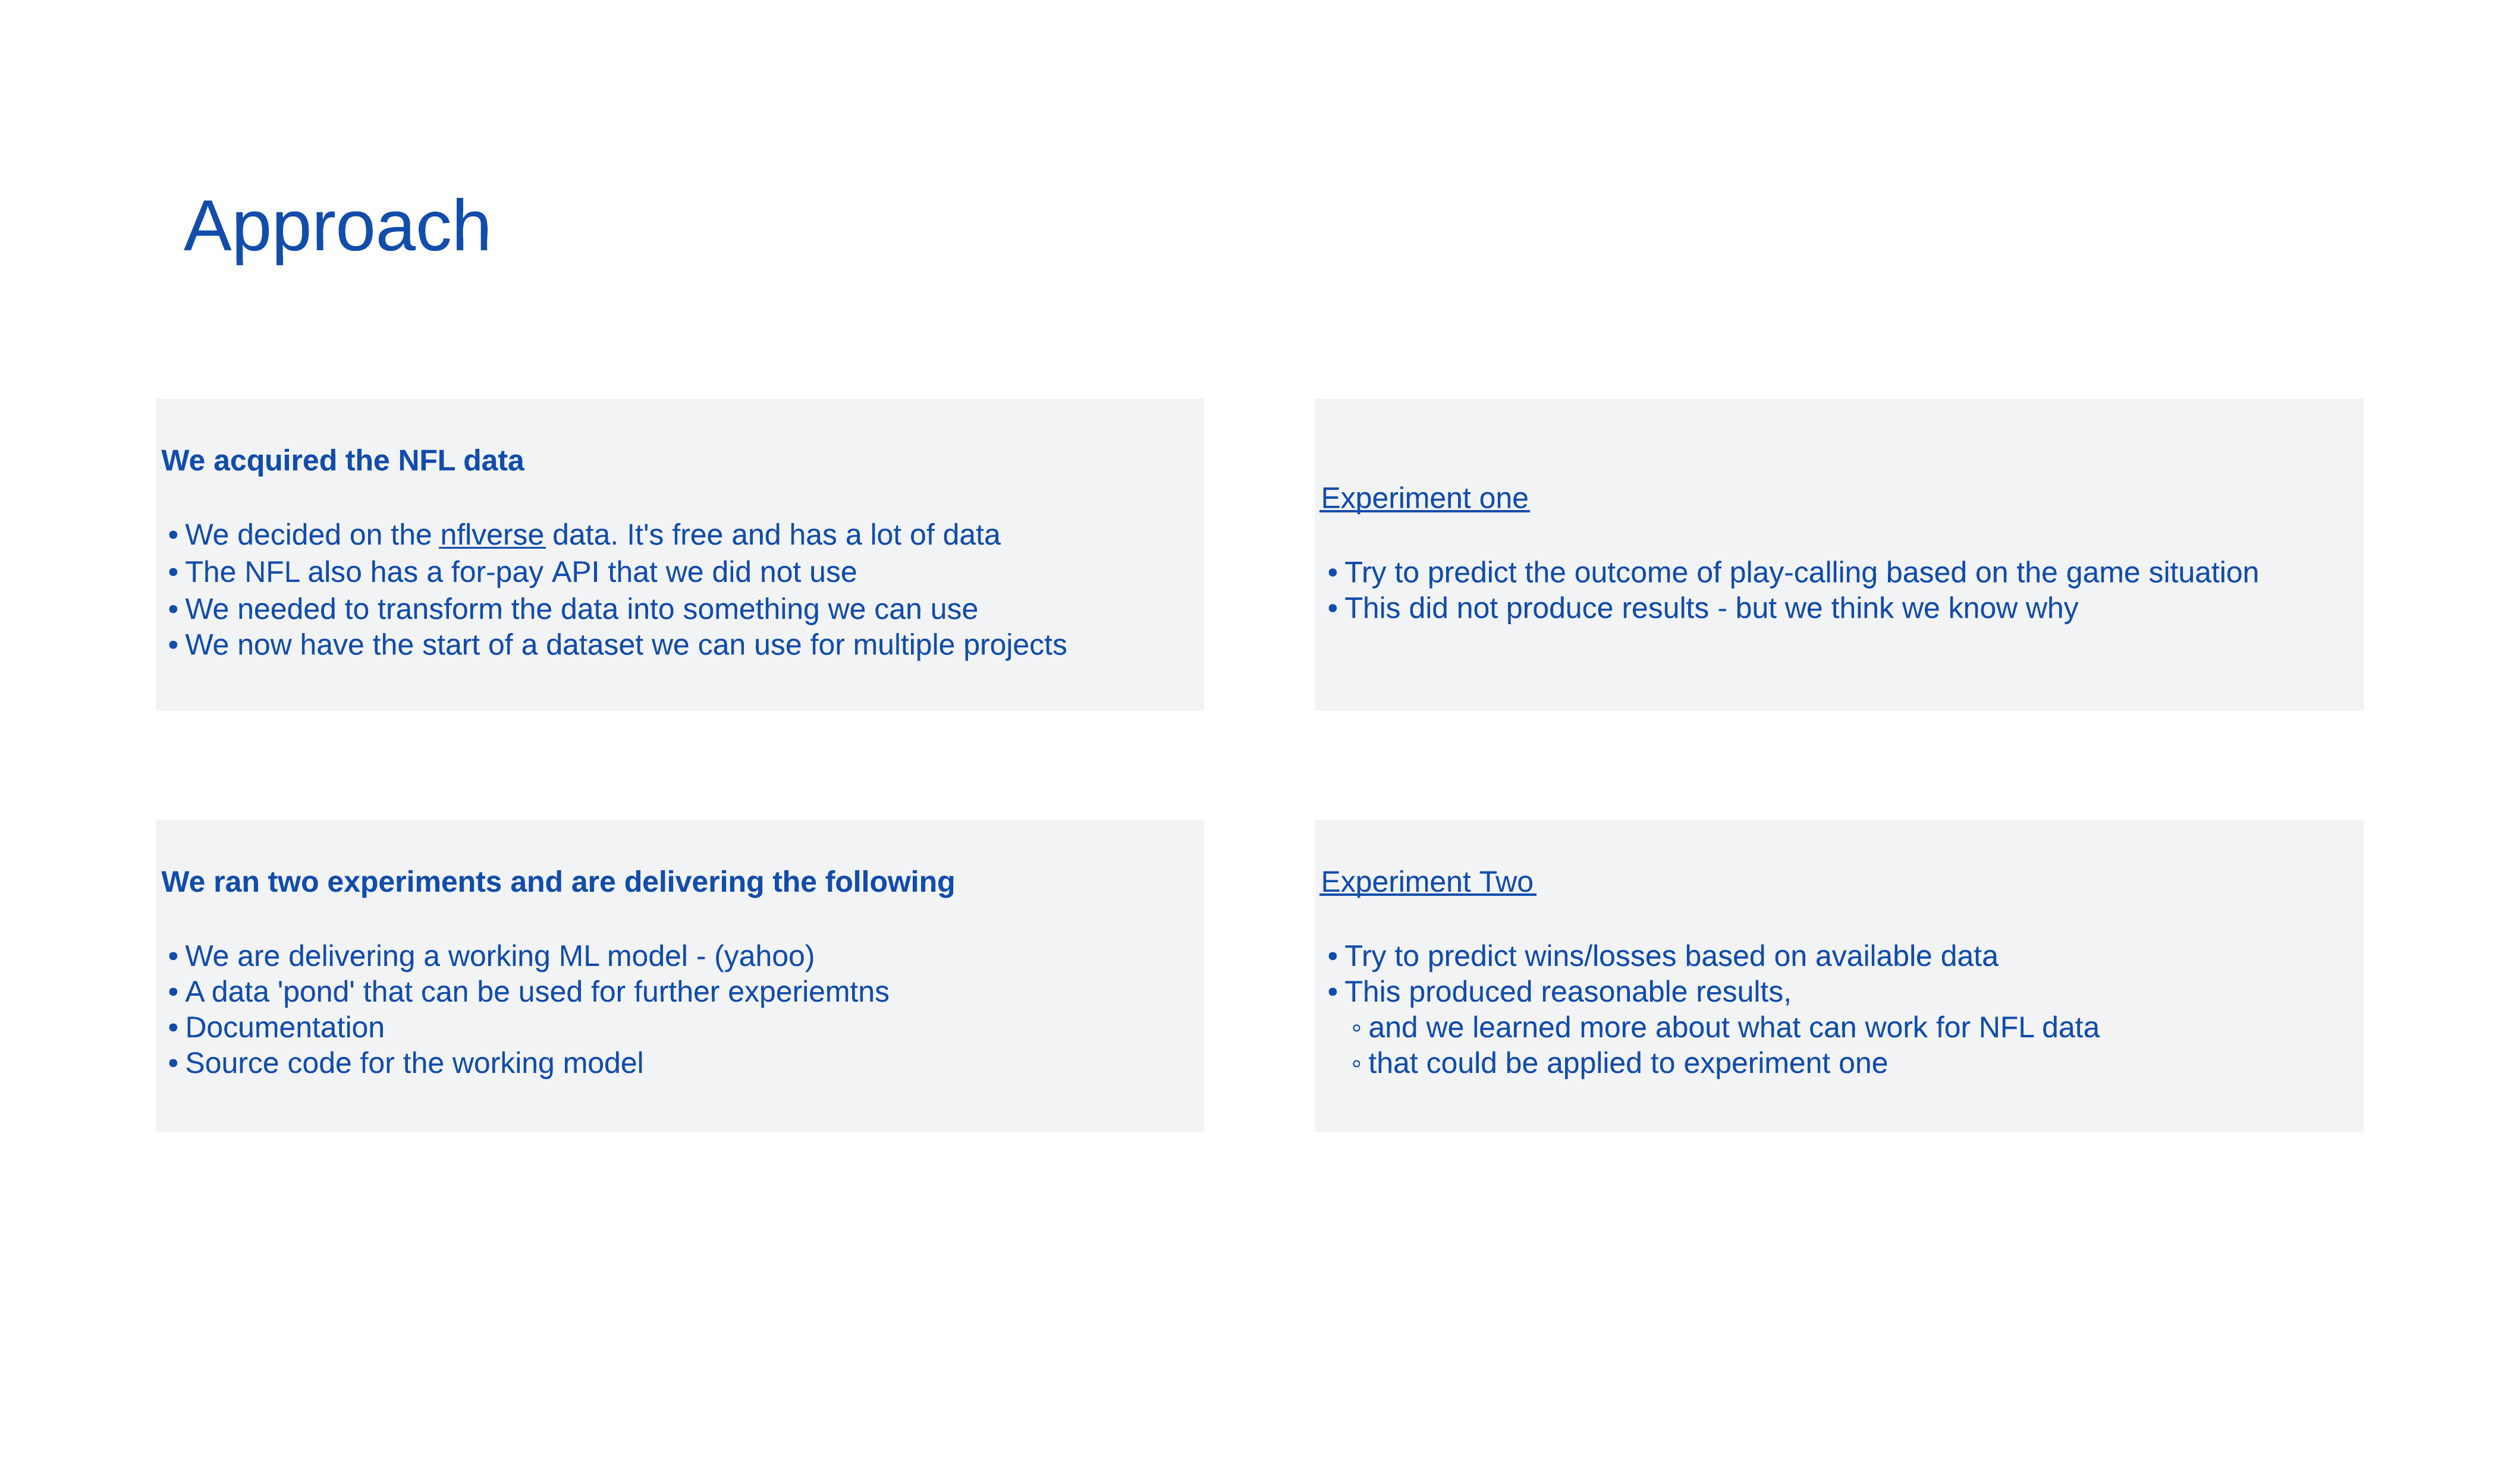 Approach
We acquired the NFL data
• We decided on the nflverse data. It's free and has a lot of data
• The NFL also has a for-pay API that we did not use
• We needed to transform the data into something we can use
• We now have the start of a dataset we can use for multiple projects
Experiment one
• Try to predict the outcome of play-calling based on the game situation
• This did not produce results - but we think we know why
We ran two experiments and are delivering the following
• We are delivering a working ML model - (yahoo)
• A data 'pond' that can be used for further experiemtns
• Documentation
• Source code for the working model
Experiment Two
• Try to predict wins/losses based on available data
• This produced reasonable results,
◦ and we learned more about what can work for NFL data
◦ that could be applied to experiment one